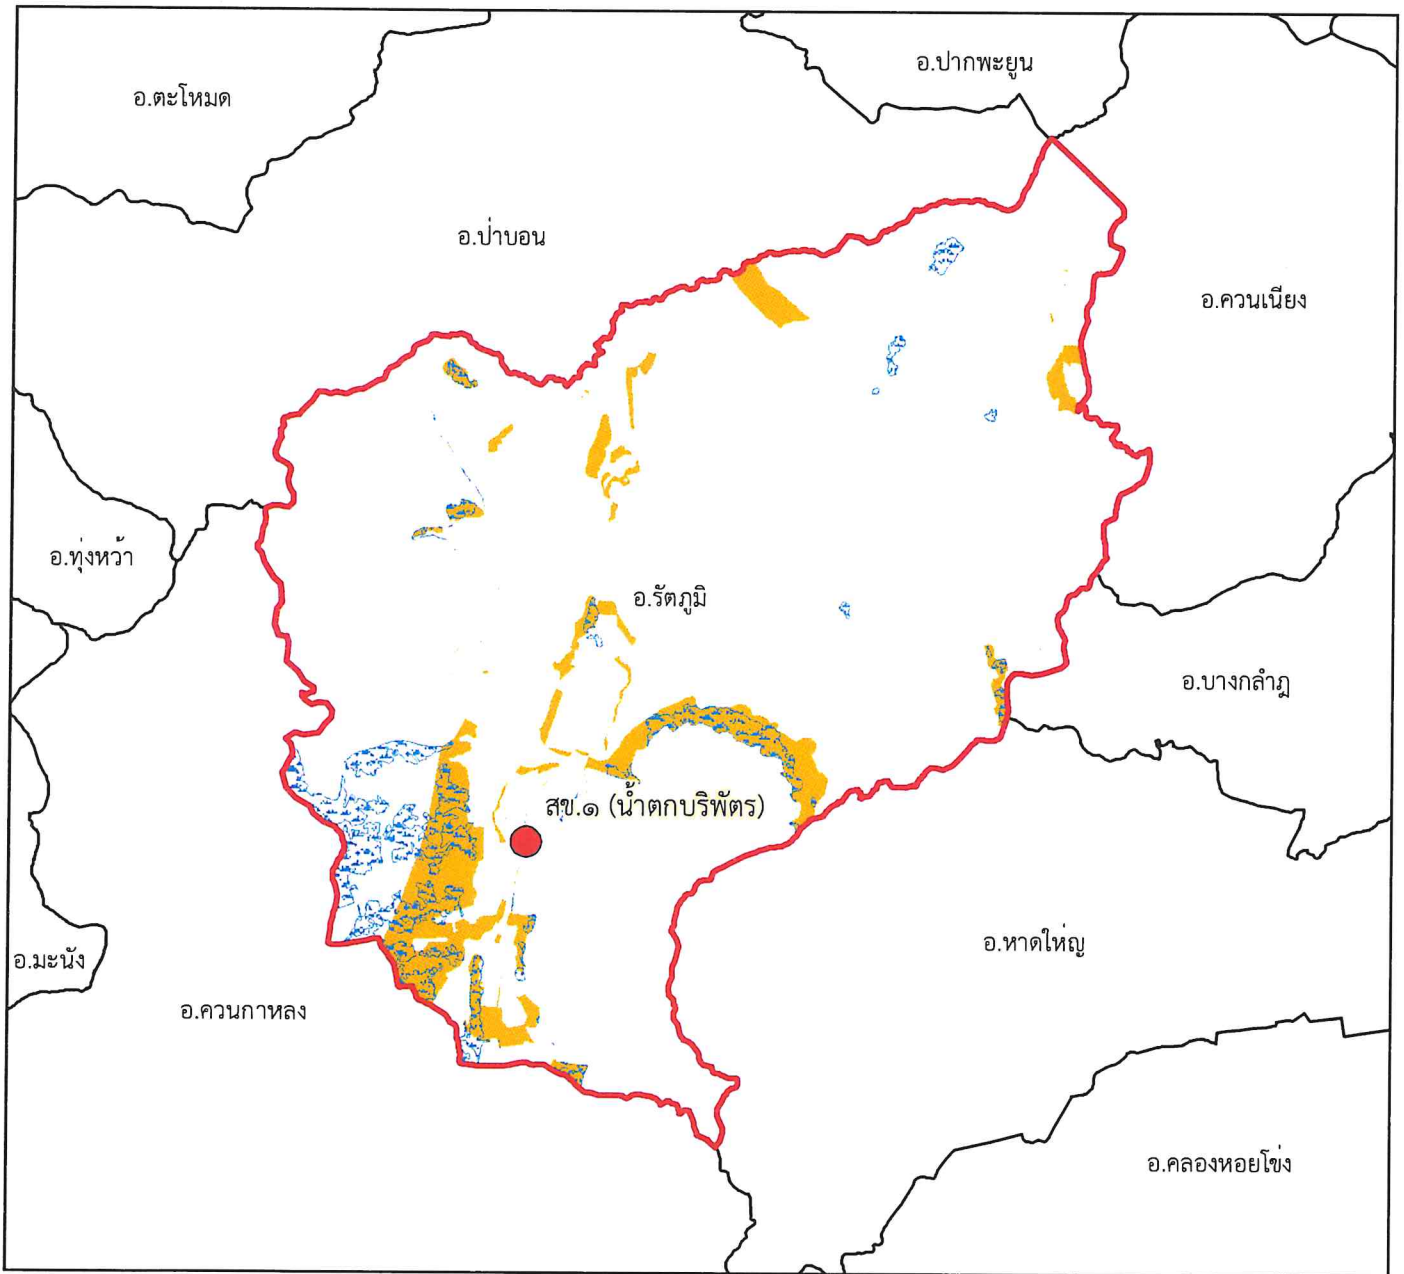 อ.ปากพะยูน
อ.ตะโหมด
อ.ป่าบอน
อ.ควนเนียง
อ.ทุ่งหว้า
อ.รัตภูมิ
อ.บางกล่ำฎ
สข.๑ (น้ำตกบริพัตร)
อ.หาดใหญ่
อ.มะนัง
อ.ควนกาหลง
อ.คลองหอยโข่ง